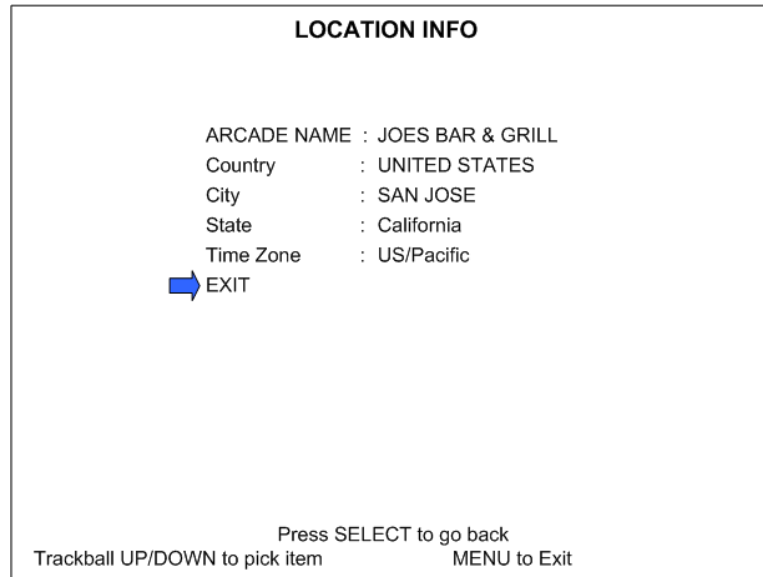 LOCATION INFO
ARCADE NAME : JOES BAR & GRILL
Country : UNITED STATES
City : SAN JOSE
State : California
Time Zone : US/Pacific
EXIT
Press SELECT to go back
Trackball UP/DOWN to pick item MENU to Exit